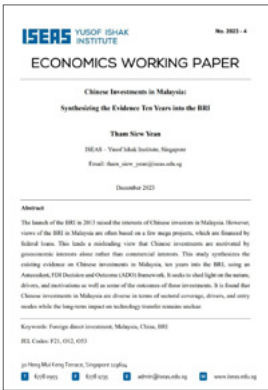 ISEAS YUSOF ISHAK
INSTITUTE
No. 2023 - 4
ECONOMICS WORKING PAPER
Chinese Investments in Malaysia:
Synthesizing the Evidence Ten Years into the BRI
Tham Siew Yean
ISEAS – Yusof Ishak Institute, Singapore
Email: tham_siew_yean@iseas.edu.sg
December 2023
Abstract
The launch of the BRI in 2013 raised the interests of Chinese investors in Malaysia. However,
views of the BRI in Malaysia are often based on a few mega projects, which are financed by
federal loans. This lends a misleading view that Chinese investments are motivated by
geoeconomic interests alone rather than commercial interests. This study synthesizes the
existing evidence on Chinese investments in Malaysia, ten years into the BRI, using an
Antecedent, FDI Decision and Outcome (ADO) framework. It seeks to shed light on the nature,
drivers, and motivations as well as some of the outcomes of these investments. It is found that
Chinese investments in Malaysia are diverse in terms of sectoral coverage, drivers, and entry
modes while the long-term impact on technology transfer remains unclear.
Keywords: Foreign direct investment, Malaysia, China, BRI
JEL Codes: F21, O12, O53
30 Heng Mui Keng Terrace, Singapore 119614
admin@iseas.edu.sg
www.iseas.edu.sg